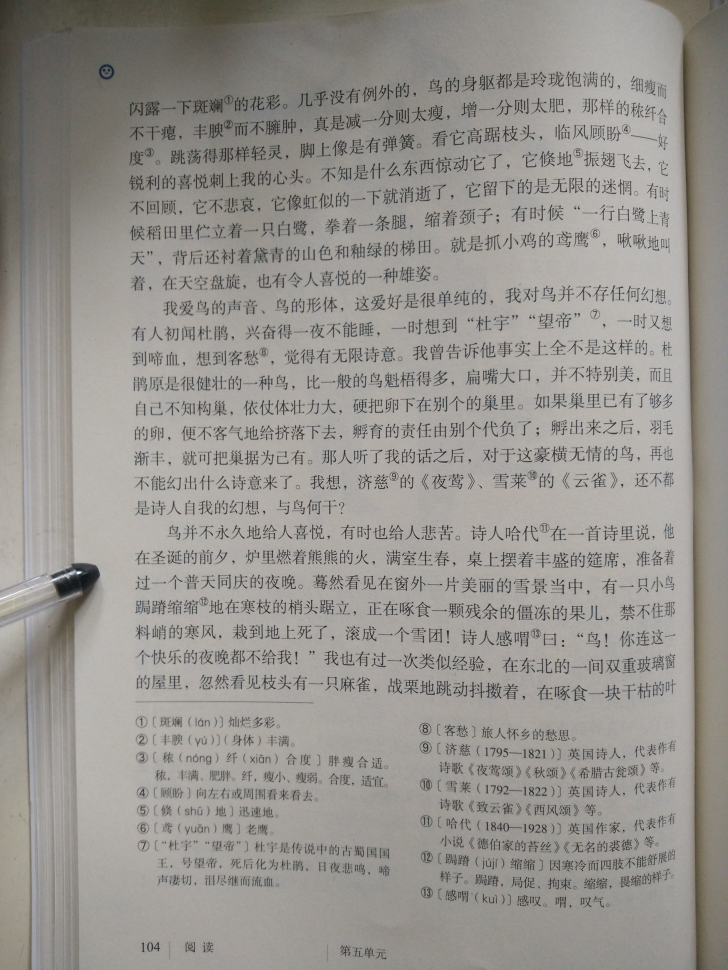 闪露一下斑斓①的花彩。几乎没有例外的，鸟的身躯都是玲珑饱满的，细瘦而
不干瘪，丰腴②而不臃肿，真是减一分则太瘦，增一分则太肥，那样的秾纤合
度③。跳荡得那样轻灵，脚上像是有弹簧。看它高踞枝头，临风顾盼④——好
锐利的喜悦刺上我的心头。不知是什么东西惊动它了，它倏地⑤振翅飞去，它
不回顾，它不悲哀，它像虹似的一下就消逝了，它留下的是无限的迷惘。有时
候稻田里伫立着一只白鹭，拳着一条腿，缩着颈子；有时候“一行白鹭上青
天”，背后还衬着黛青的山色和釉绿的梯田。就是抓小鸡的鸢鹰⑥，啾啾地叫
着，在天空盘旋，也有令人喜悦的一种雄姿。
我爱鸟的声音、鸟的形体，这爱好是很单纯的，我对鸟并不存任何幻想。
有人初闻杜鹃，兴奋得一夜不能睡，一时想到“杜宇”“望帝”⑦，一时又想
到啼血，想到客愁⑧，觉得有无限诗意。我曾告诉他事实上全不是这样的。杜
鹃原是很健壮的一种鸟，比一般的鸟魁梧得多，扁嘴大口，并不特别美，而且
自己不知构巢，依仗体壮力大，硬把卵下在别个的巢里。如果巢里已有了够多
的卵，便不客气地给挤落下去，孵育的责任由别个代负了；孵出来之后，羽毛
渐丰，就可把巢据为己有。那人听了我的话之后，对于这豪横无情的鸟，再也
不能幻出什么诗意来了。我想，济慈⑨的《夜莺》、雪莱⑩的《云雀》，还不都
是诗人自我的幻想，与鸟何干？
鸟并不永久地给人喜悦，有时也给人悲苦。诗人哈代⑪在一首诗里说，他
在圣诞的前夕，炉里燃着熊熊的火，满室生春，桌上摆着丰盛的筵席，准备着
过一个普天同庆的夜晚。蓦然看见在窗外一片美丽的雪景当中，有一只小鸟
跼蹐缩缩⑫地在寒枝的梢头踞立，正在啄食一颗残余的僵冻的果儿，禁不住那
料峭的寒风，栽到地上死了，滚成一个雪团！诗人感喟⑬曰：“鸟！你连这一
个快乐的夜晚都不给我！”我也有过一次类似经验，在东北的一间双重玻璃窗
的屋里，忽然看见枝头有一只麻雀，战栗地跳动抖擞着，在啄食一块干枯的叶
①〔斑斓（lán）〕灿烂多彩。
②〔丰腴（yú）〕（身体）丰满。
③〔秾（nóng）纤（xiān）合度〕胖瘦合适。
秾，丰满、肥胖。纤，瘦小、瘦弱。合度，适宜。
④〔顾盼〕向左右或周围看来看去。
⑤〔倏（shū）地〕迅速地。
⑥〔鸢（yuān）鹰〕老鹰。
⑦〔“杜宇”“望帝”〕杜宇是传说中的古蜀国国
王，号望帝，死后化为杜鹃，日夜悲鸣，啼
声凄切，泪尽继而流血。
⑧〔客愁〕旅人怀乡的愁思。
⑨〔济慈（1795—1821）〕英国诗人，代表作有
诗歌《夜莺颂》《秋颂》《希腊古瓮颂》等。
⑩〔雪莱（1792—1822）〕英国诗人，代表作有
诗歌《致云雀》《西风颂》等。
⑪〔哈代（1840—1928）〕英国作家，代表作有
小说《德伯家的苔丝》《无名的裘德》等。
⑫〔跼蹐（jújí）缩缩〕因寒冷而四肢不能舒展的
样子。跼蹐，局促、拘束。缩缩，畏缩的样子。
⑬〔感喟（kuì）〕感叹。喟，叹气。
104 阅读 第五单元